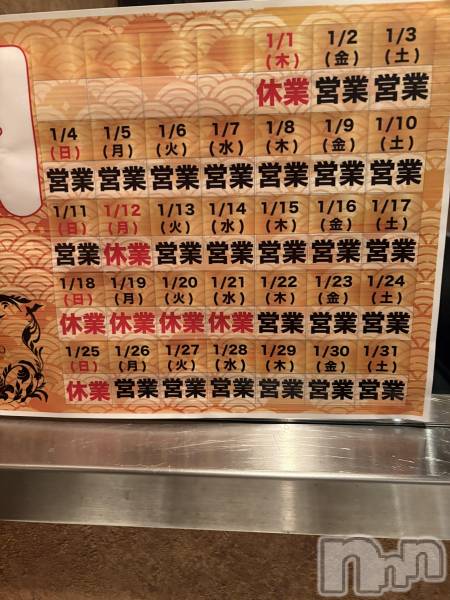 1/1 1/2 1/3
(木) (金) (土)
休業 営業 営業
1/4 1/5 1/6 1/7 1/8 1/9 1/10
(日) (月) (火) (水) (木) (金) (土)
営業 営業 営業 営業 営業 営業 営業
1/11 1/12 1/13 1/14 1/15 1/16 1/17
(日) (月) (火) (水) (木) (金) (土)
営業 休業 営業 営業 営業 営業 営業
1/18 1/19 1/20 1/21 1/22 1/23 1/24
(日) (月) (火) (水) (木) (金) (土)
休業 休業 休業 休業 営業 営業 営業
1/25 1/26 1/27 1/28 1/29 1/30 1/31
(日) (月) (火) (水) (木) (金) (土)
休業 営業 営業 営業 営業 営業 営業